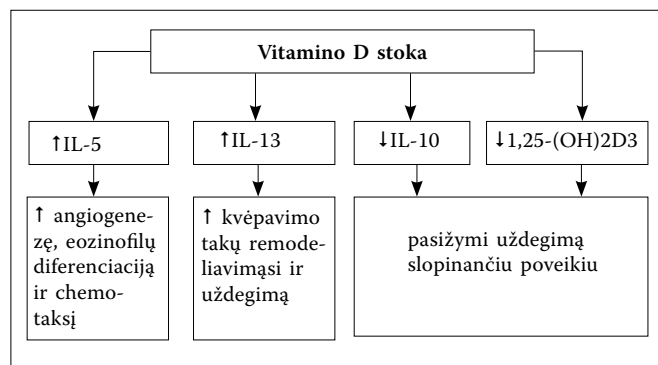 Vitamino D stoka
↑IL-5
↑IL-13
↓IL-10
↓1,25-(OH)2D3
↑ angiogene-
zę, eozinofilų
diferenciaciją
ir chemo-
taksį
↑ kvėpavimo
takų remode-
liavimąsi ir
uždegimą
pasižymi uždegimą
slopinančiu poveikiu